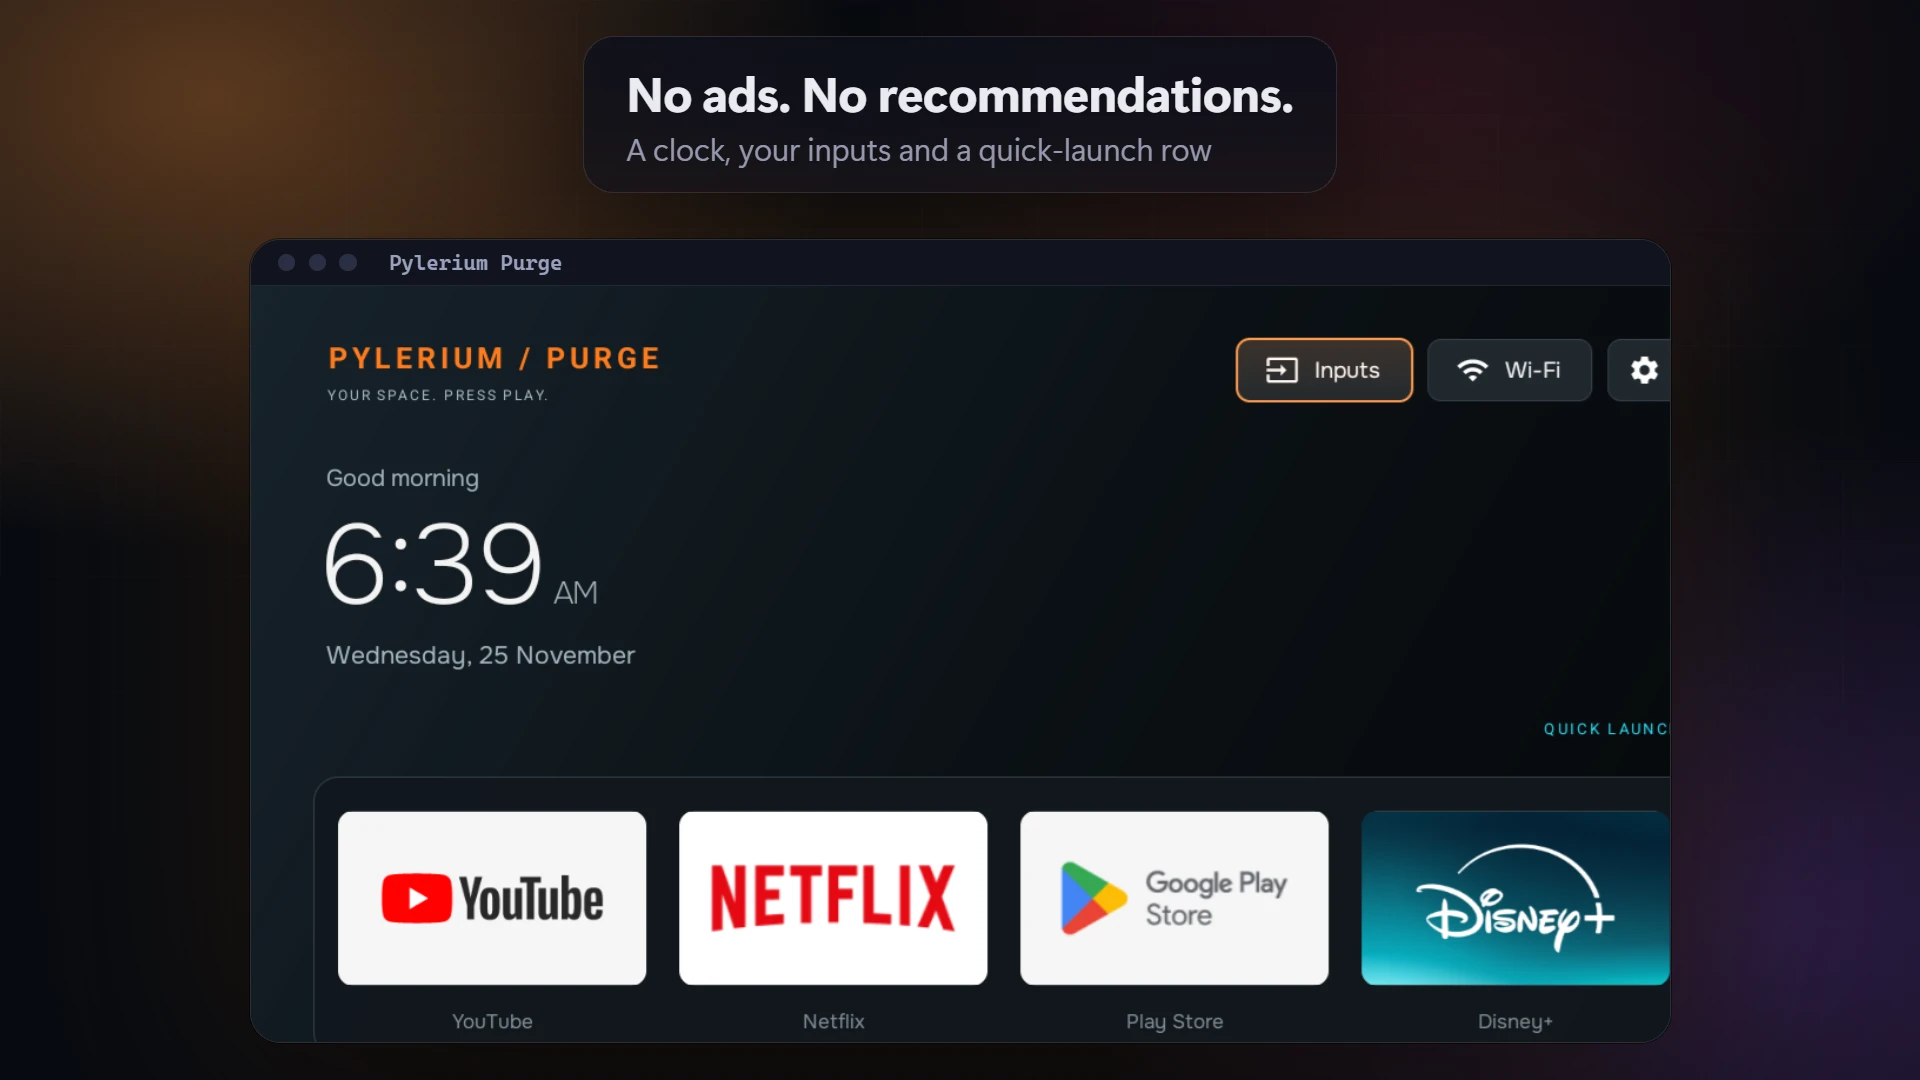 No ads. No recommendations.
A clock, your inputs and a quick-launch row
Pylerium Purge
PYLERIUM / PURGE
YOUR SPACE. PRESS PLAY.
Inputs
Wi-Fi
Good morning
6:39 AM
Wednesday, 25 November
QUICK LAUNC
YouTube
NETFLIX
Google Play
Store
Disney+
YouTube
Netflix
Play Store
Disney+